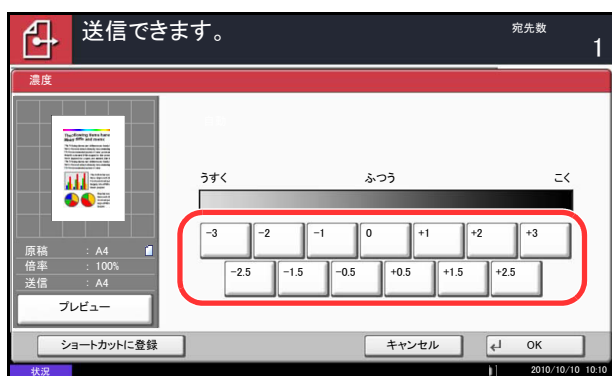 送信できます。
宛先数
1
濃度
うすく ふつう こく
-3 -2 -1 0 +1 +2 +3
-2.5 -1.5 -0.5 +0.5 +1.5 +2.5
原稿 : A4
倍率 : 100%
送信 : A4
プレビュー
ショートカットに登録 キャンセル OK
状況 2010/10/10 10:10